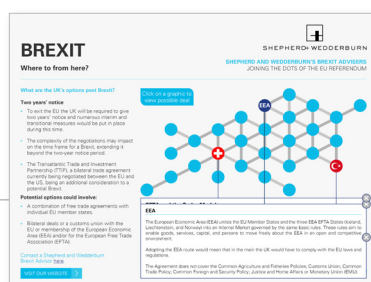 BREXIT
Where to from here?
SHEPHERD+ WEDDERBURN
SHEPHERD AND WEDDERBURN'S BREXIT ADVISERS
JOINING THE DOTS OF THE EU REFERENDUM
What are the UK's options post Brexit?
Two years' notice
- To exit the EU the UK will be required to give
two years' notice and numerous interim and
transitional measures would be put in place
during this time.
- The complexity of the negotiations may impact
on the time frame for a Brexit, extending it
beyond the two-year notice period.
- The Transatlantic Trade and Investment
Partnership (TTIP), a bilateral trade agreement
currently being negotiated between the EU and
the US, being an additional consideration to a
potential Brexit.
Potential options could involve:
- A combination of free trade agreements with
individual EU member states.
- Bilateral deals or a customs union with the
EU or membership of the European Economic
Area (EEA) and/or the European Free Trade
Association (EFTA).
Contact a Shepherd and Wedderburn
Brexit Advisor here.
VISIT OUR WEBSITE
Click on a graphic to
view possible deal
EEA
EEA
The European Economic Area (EEA) unites the EU Member States and the three EEA EFTA States (Iceland,
Liechtenstein, and Norway) into an Internal Market governed by the same basic rules. These rules aim to
enable goods, services, capital, and persons to move freely about the EEA in an open and competitive
environment.
Adopting the EEA route would mean that in the main the UK would have to comply with the EU laws and
regulations.
The Agreement does not cover the Common Agriculture and Fisheries Policies, Customs Union; Common
Trade Policy; Common Foreign and Security Policy; Justice and Home Affairs or Monetary Union (EMU).